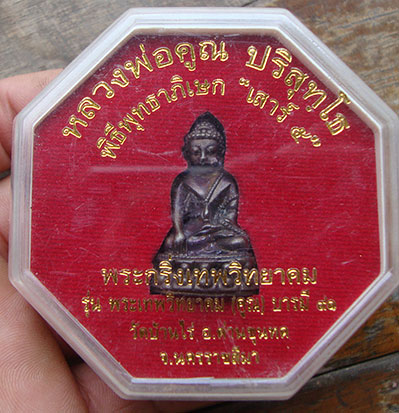 หลวงพ่อคูณ ปริสุทฺโธ
พิธีพุทธาภิเษก "เสาร์ ๕"
พระกริ่งเทพวิทยาคม
รุ่น พระเทพวิทยาคม (คูณ) บารมี ๙๑
วัดบ้านไร่ อ.ด่านขุนทด
จ.นครราชสีมา